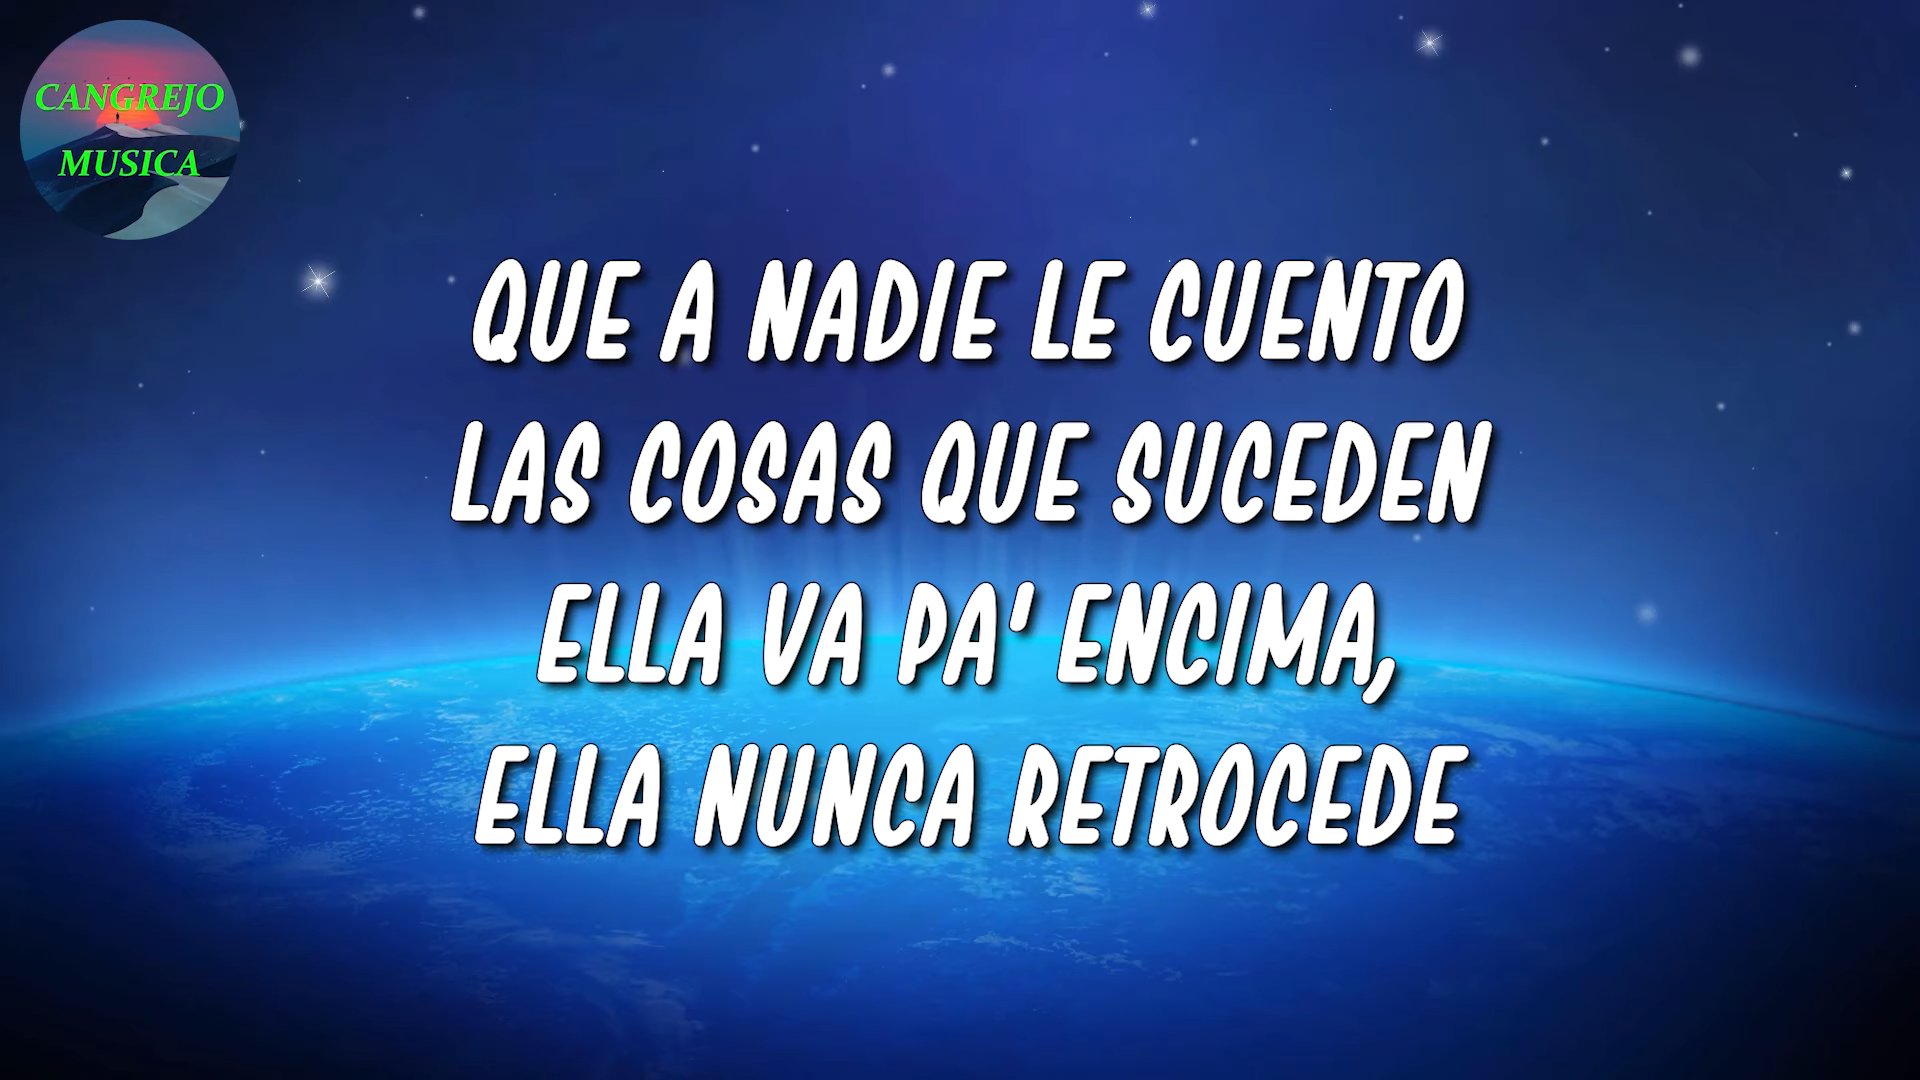 CANGREJO
MUSICA
QUE A NADIE LE CUENTO
LAS COSAS QUE SUCEDEN
ELLA VA PA' ENCIMA,
ELLA NUNCA RETROCEDE